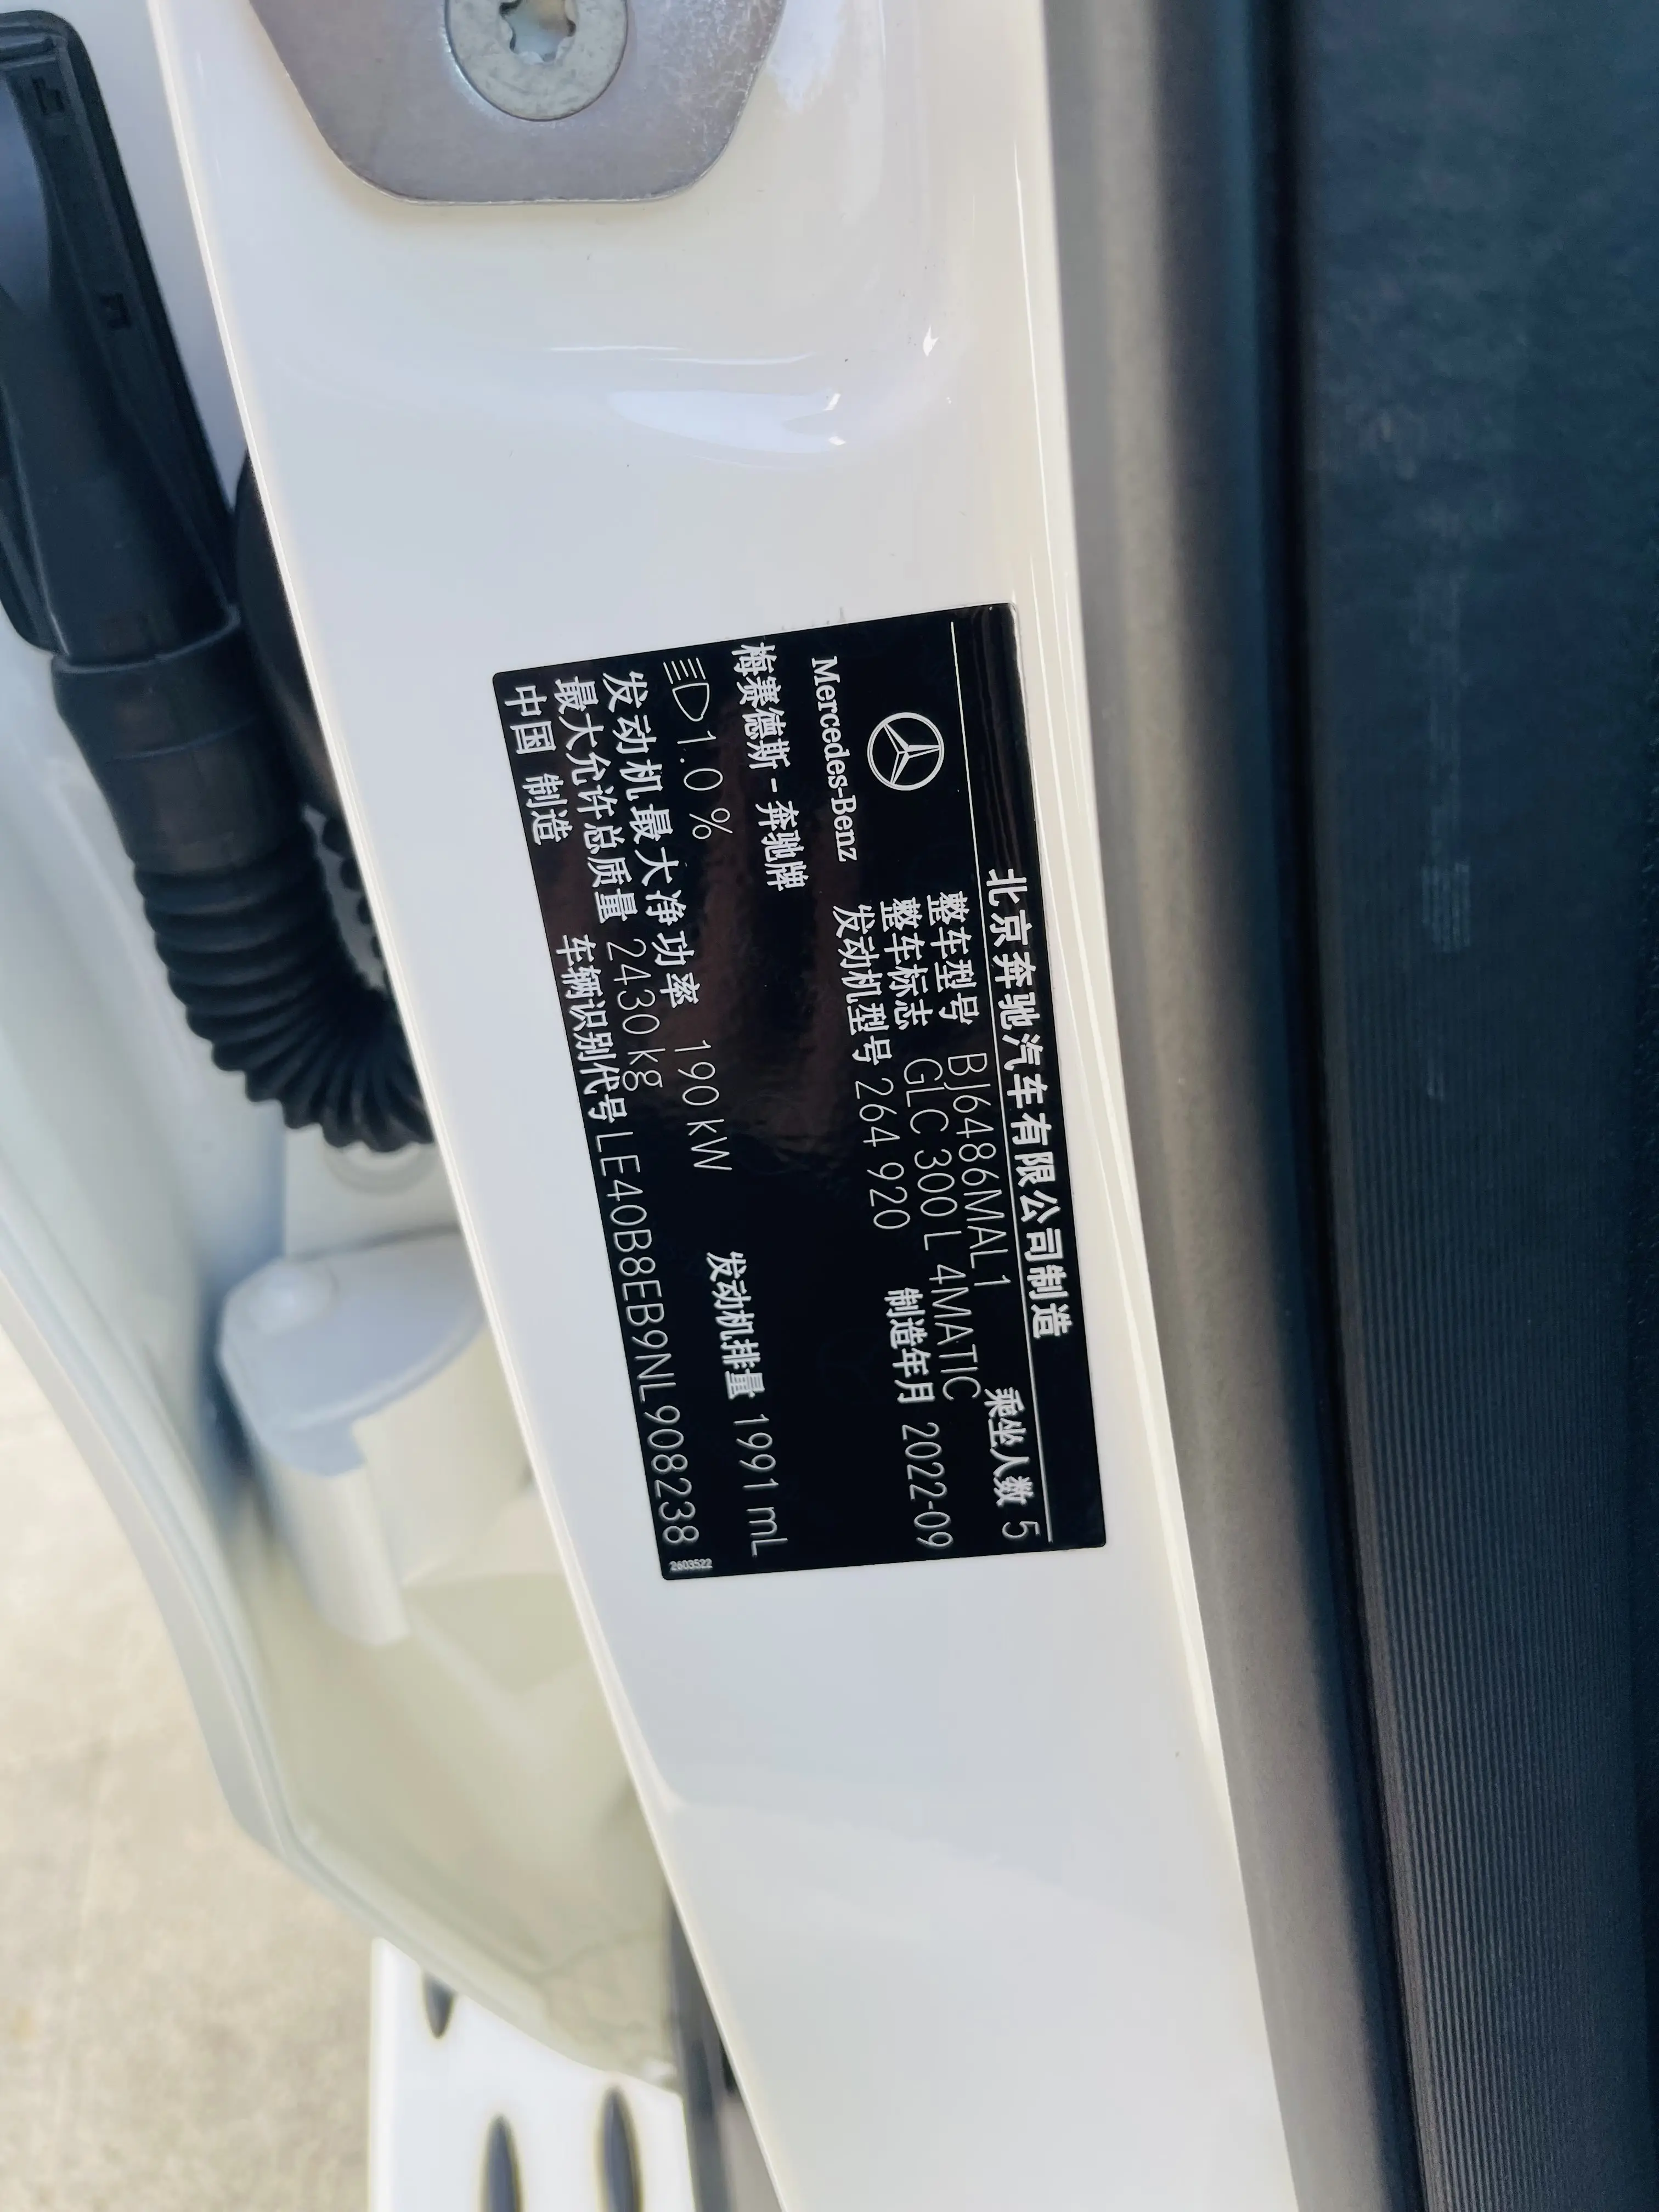 北京奔驰汽车有限公司制造
Mercedes-Benz
整车型号 BJ6486MAL1 乘坐人数 5
整车标志 GLC 300 L 4MATIC
发动机型号 264 920 制造年月 2022-09
梅赛德斯-奔驰牌
1.0 %
发动机最大净功率 190 kW 发动机排量 1991 mL
最大允许总质量 2430 kg
中国 制造 车辆识别代号 LE40B8EB9NL908238
2603522